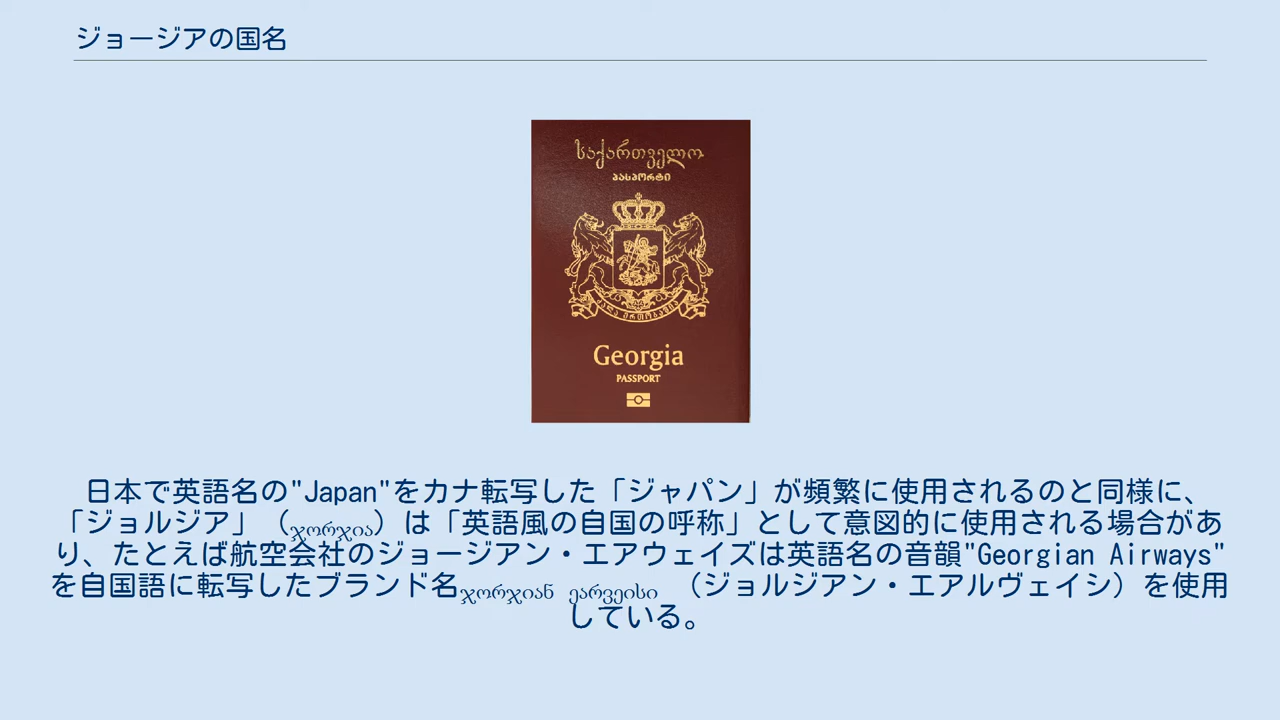 ジョージアの国名
საქართველო
პასპორტი
ძალა ერთობაშია
Georgia
PASSPORT
日本で英語名の"Japan"をカナ転写した「ジャパン」が頻繁に使用されるのと同様に、
「ジョルジア」（ჯორჯია）は「英語風の自国の呼称」として意図的に使用される場合があ
り、たとえば航空会社のジョージアン・エアウェイズは英語名の音韻"Georgian Airways"
を自国語に転写したブランド名ჯორჯიან ეარვეისი （ジョルジアン・エアルヴェイシ）を使用
している。